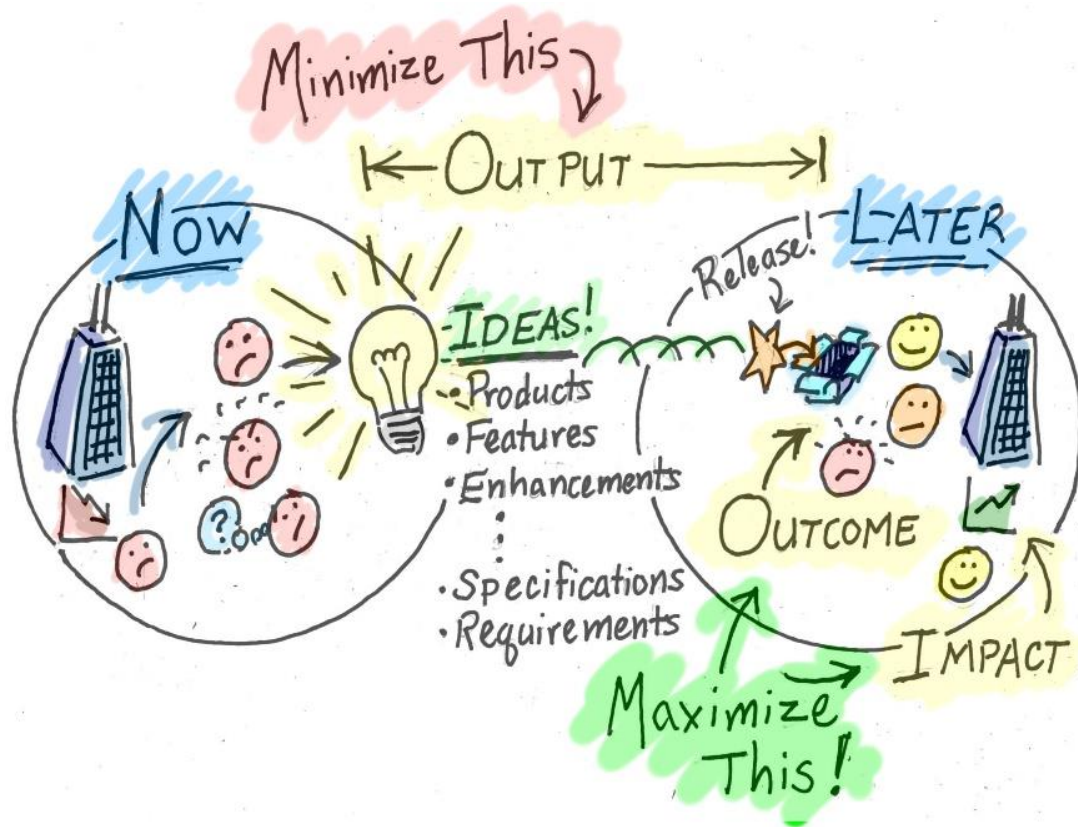 Minimize This
OUTPUT
NOW
LATER
Release!
IDEAS!
• Products
• Features
• Enhancements
• Specifications
• Requirements
?
OUTCOME
IMPACT
Maximize
This!